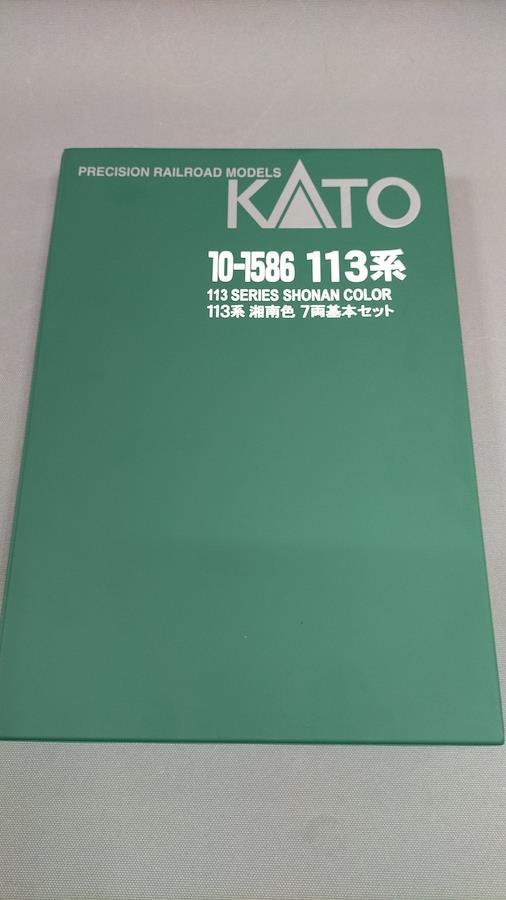 PRECISION RAILROAD MODELS
KATO
10-1586 113系
113 SERIES SHONAN COLOR
113系 湘南色 7両基本セット